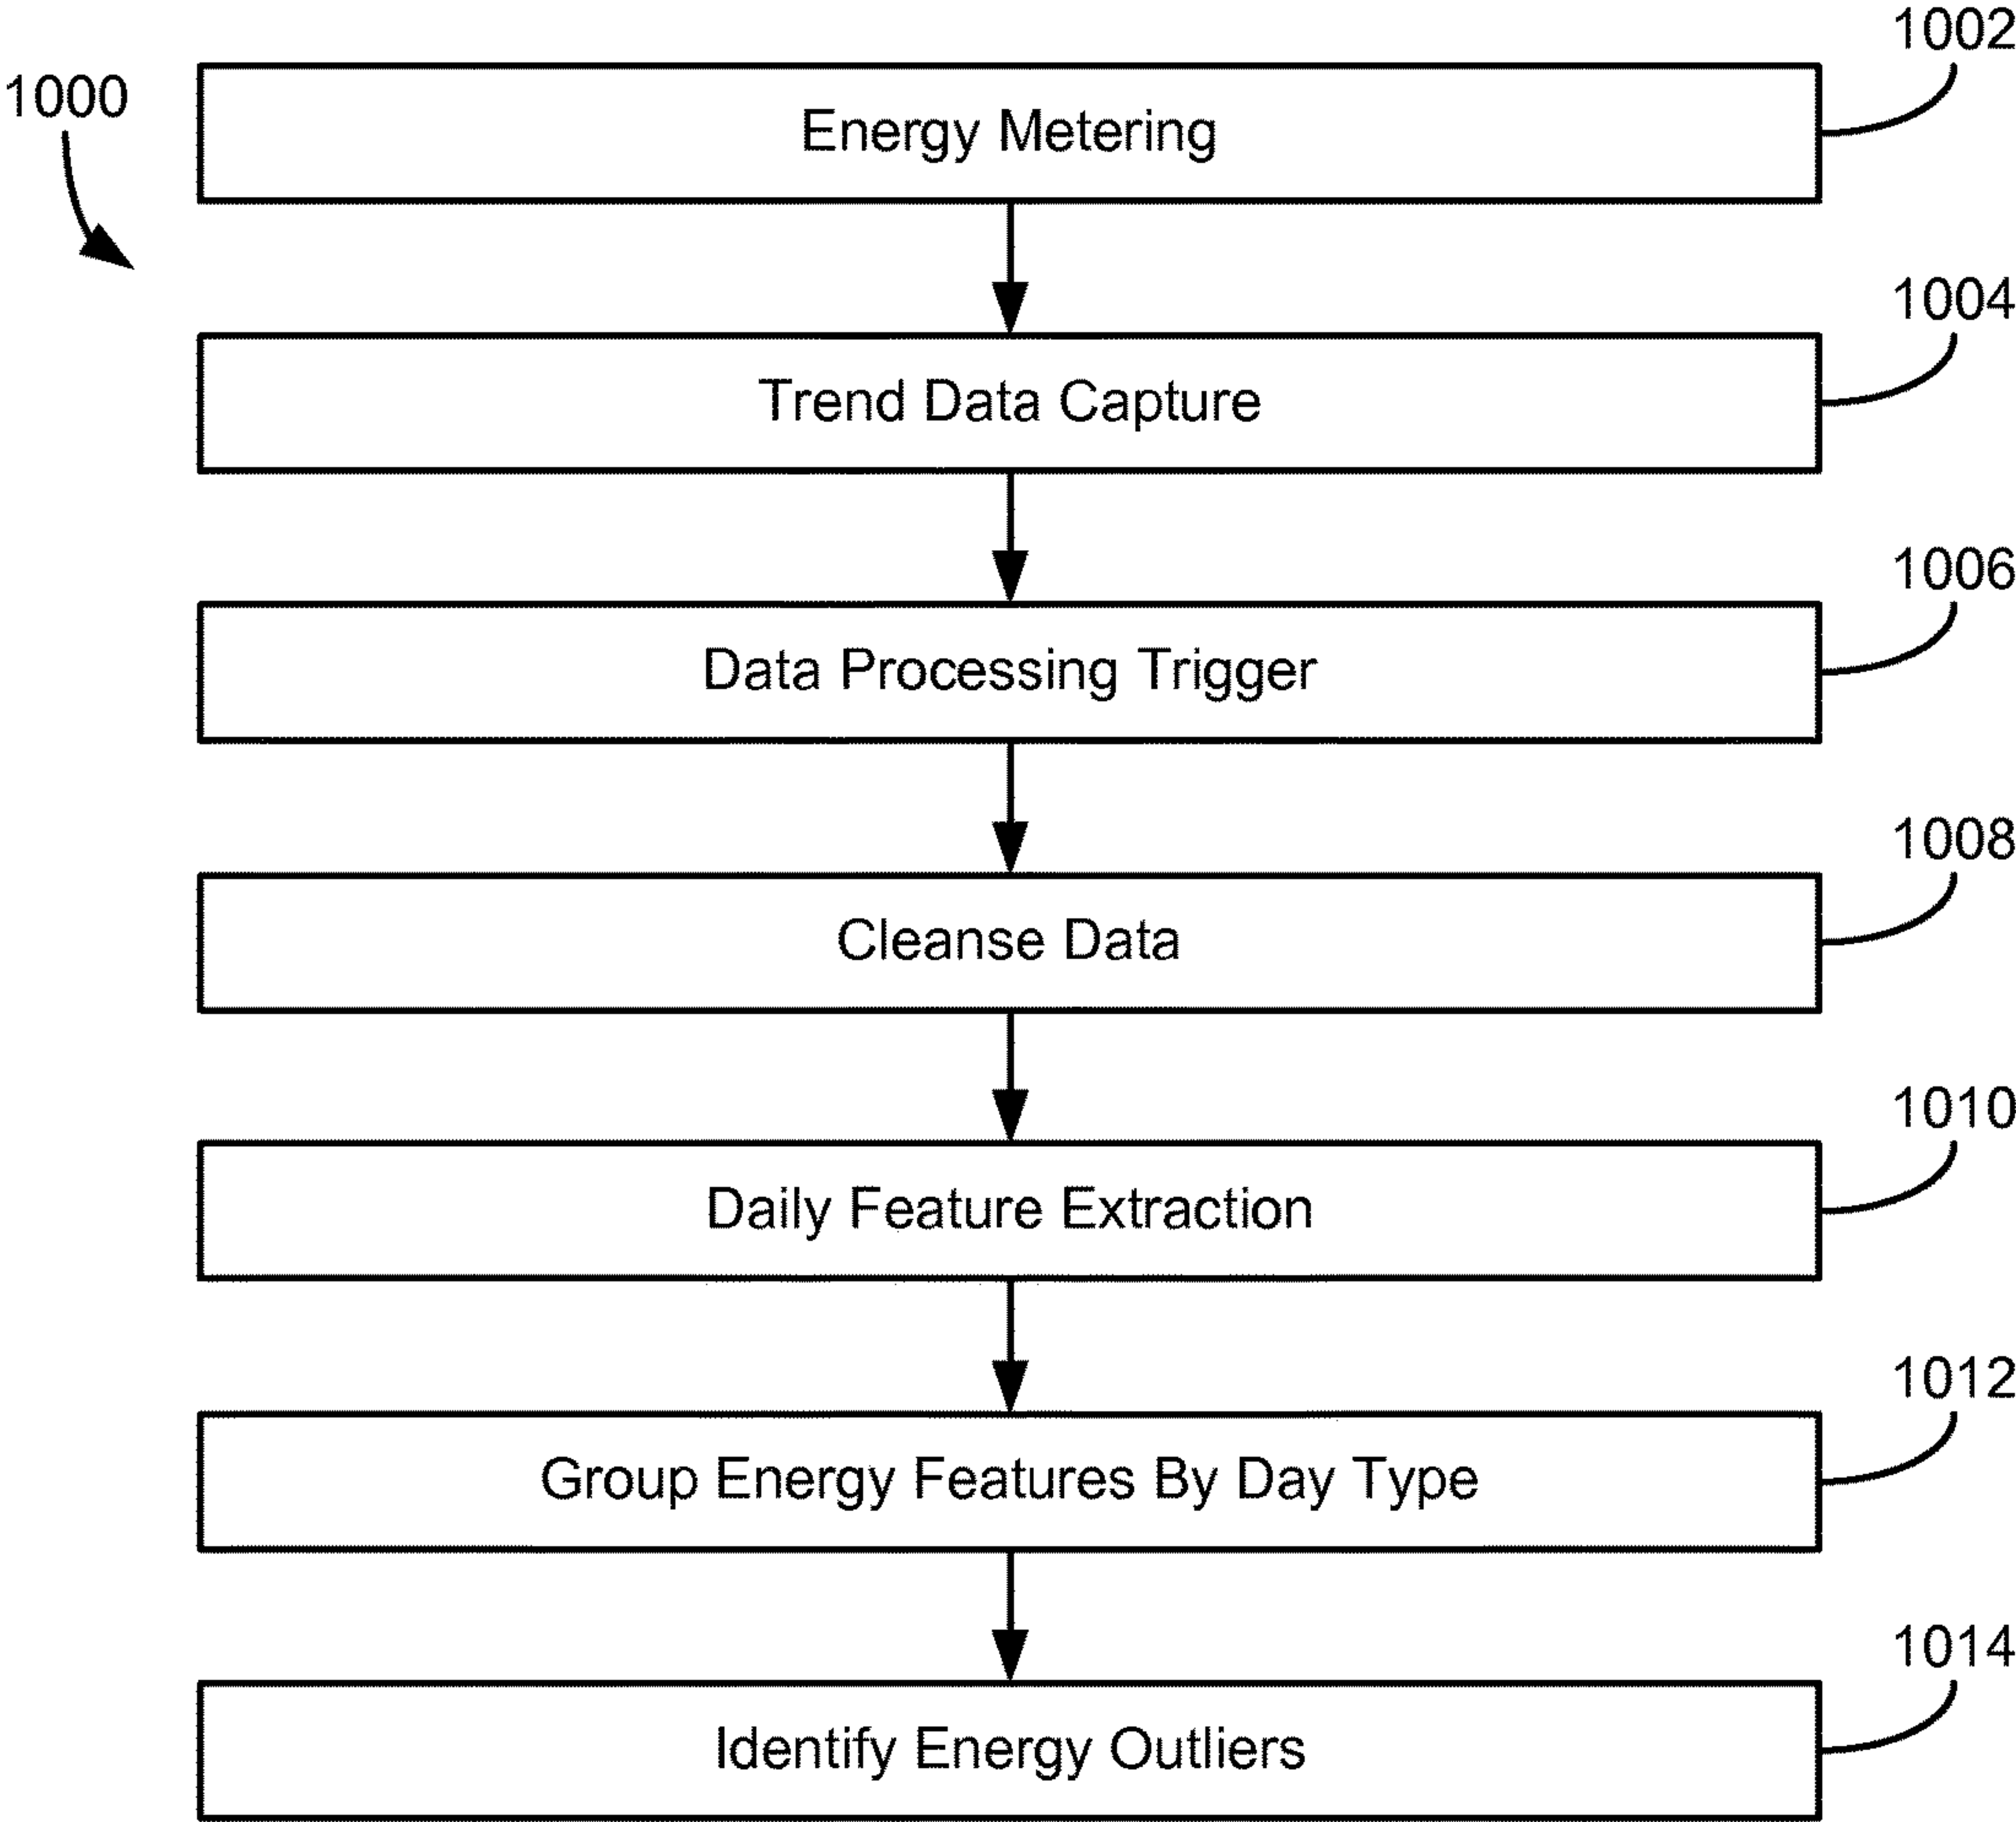 1002
1000
Energy Metering
1004
Trend Data Capture
1006
Data Processing Trigger
1008
Cleanse Data
1010
Daily Feature Extraction
1012
Group Energy Features By Day Type
1014
Identify Energy Outliers